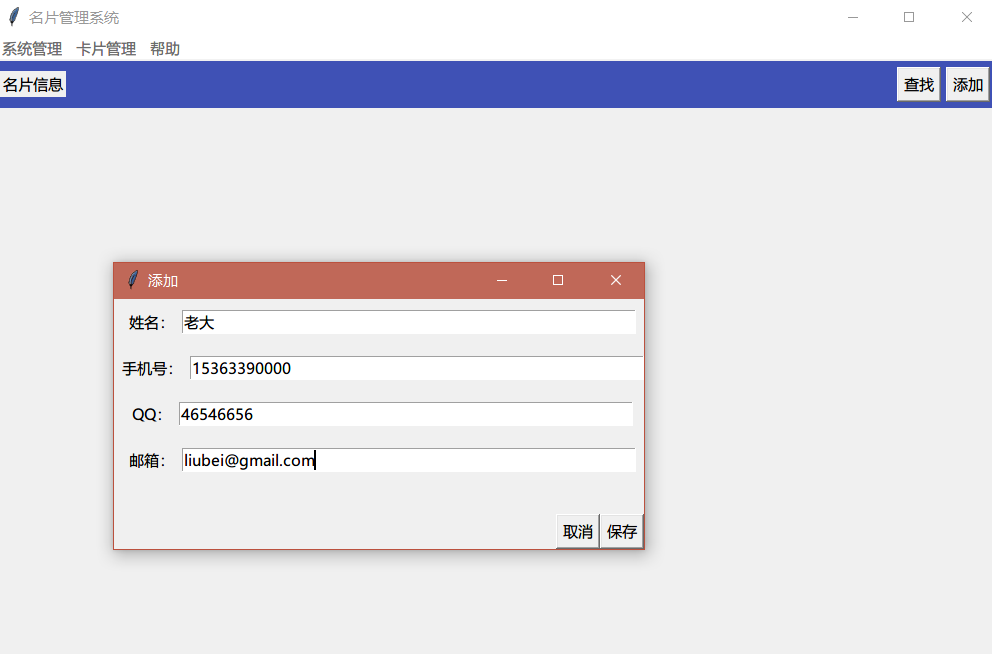 名片管理系统
系统管理 卡片管理 帮助
名片信息 查找 添加
添加
姓名： 老大
手机号： 15363390000
QQ： 46546656
邮箱： liubei@gmail.com
取消 保存